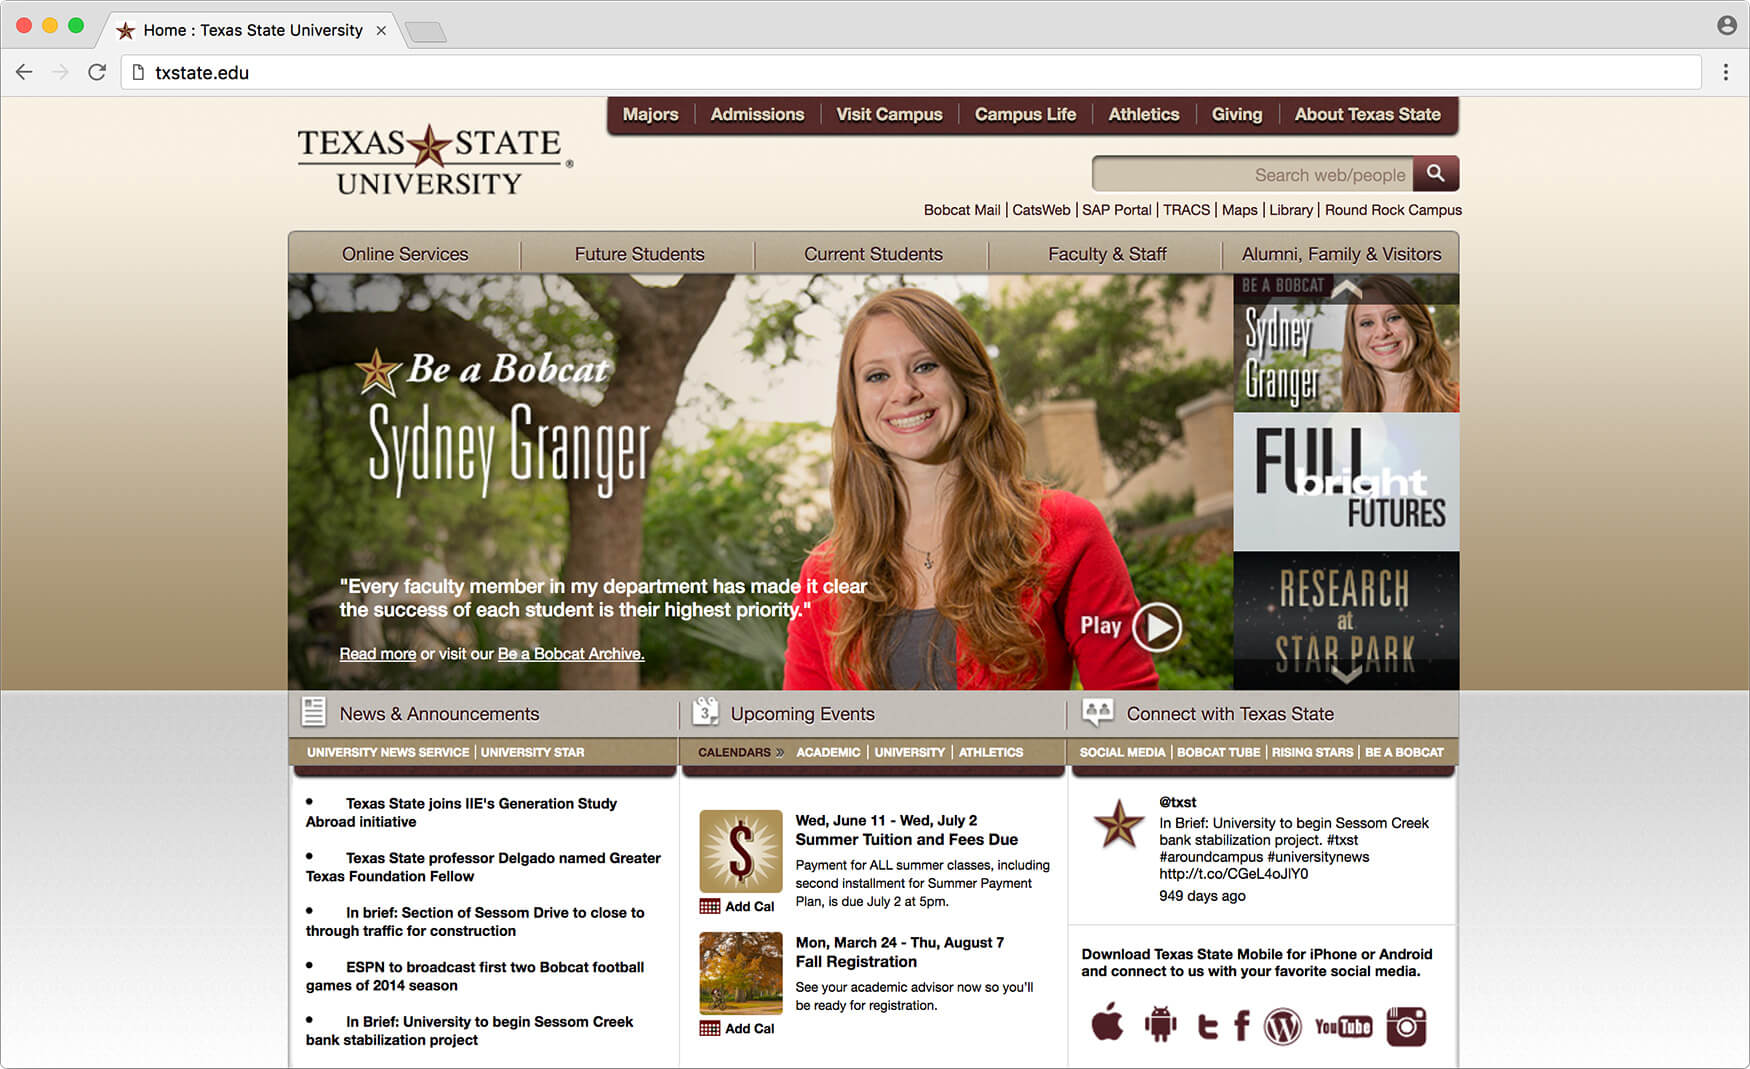 Home : Texas State University
txstate.edu
Majors
Admissions
Visit Campus
Campus Life
Athletics
Giving
About Texas State
TEXAS STATE
UNIVERSITY
®
Search web/people
Bobcat Mail | CatsWeb | SAP Portal | TRACS | Maps | Library | Round Rock Campus
Online Services
Future Students
Current Students
Faculty & Staff
Alumni, Family & Visitors
Be a Bobcat
Sydney Granger
"Every faculty member in my department has made it clear
the success of each student is their highest priority."
Read more or visit our Be a Bobcat Archive.
Play
BE A BOBCAT
Sydney
Granger
FULL
bright
FUTURES
RESEARCH
at
STAR PARK
News & Announcements
UNIVERSITY NEWS SERVICE | UNIVERSITY STAR
• Texas State joins IIE's Generation Study
Abroad initiative
• Texas State professor Delgado named Greater
Texas Foundation Fellow
• In brief: Section of Sessom Drive to close to
through traffic for construction
• ESPN to broadcast first two Bobcat football
games of 2014 season
• In Brief: University to begin Sessom Creek
bank stabilization project
3
Upcoming Events
CALENDARS » ACADEMIC | UNIVERSITY | ATHLETICS
$
Add Cal
Wed, June 11 - Wed, July 2
Summer Tuition and Fees Due
Payment for ALL summer classes, including
second installment for Summer Payment
Plan, is due July 2 at 5pm.
Add Cal
Mon, March 24 - Thu, August 7
Fall Registration
See your academic advisor now so you'll
be ready for registration.
Connect with Texas State
SOCIAL MEDIA | BOBCAT TUBE | RISING STARS | BE A BOBCAT
@txst
In Brief: University to begin Sessom Creek
bank stabilization project. #txst
#aroundcampus #universitynews
http://t.co/CGeL4oJlY0
949 days ago
Download Texas State Mobile for iPhone or Android
and connect to us with your favorite social media.
YouTube